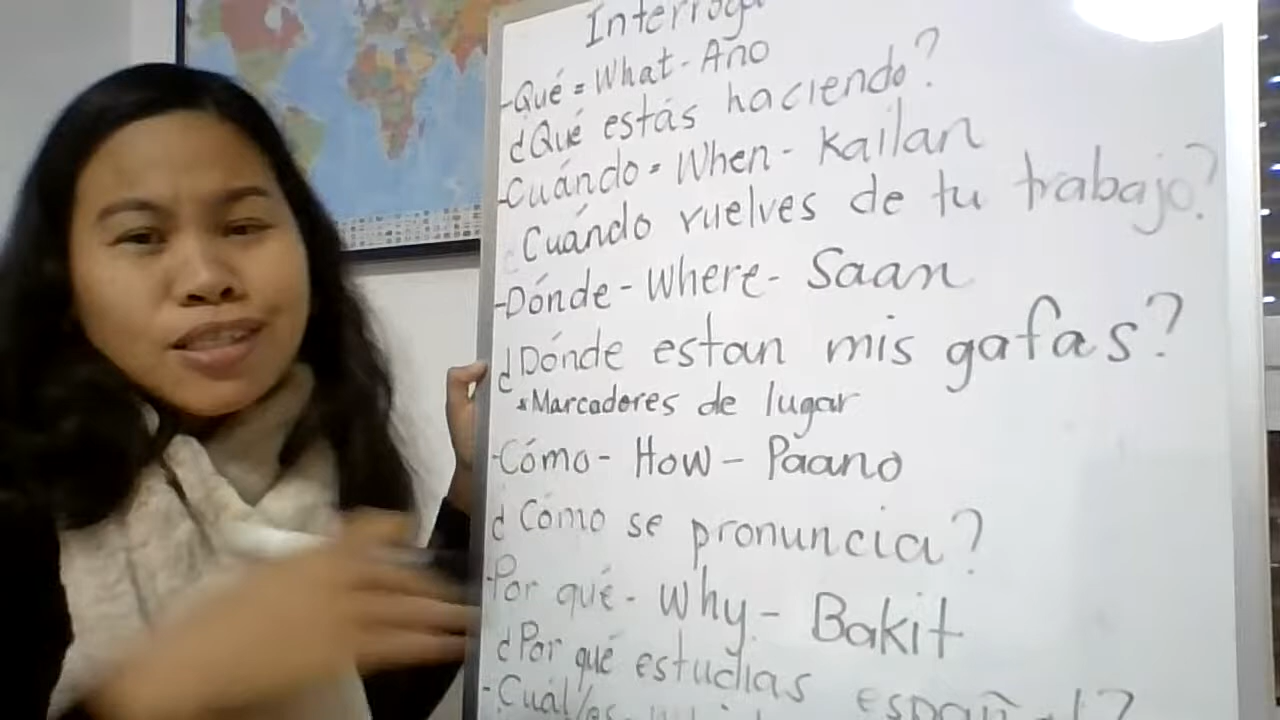 -Qué = What - Ano
¿Qué estás haciendo?
-Cuándo = When - Kailan
Cuándo vuelves de tu trabajo?
-Dónde - Where - Saan
¿Dónde estan mis gafas?
*Marcadores de lugar
-Cómo - How - Paano
¿Cómo se pronuncia?
-Por qué - Why - Bakit
¿Por qué estudias
-Cuál/es